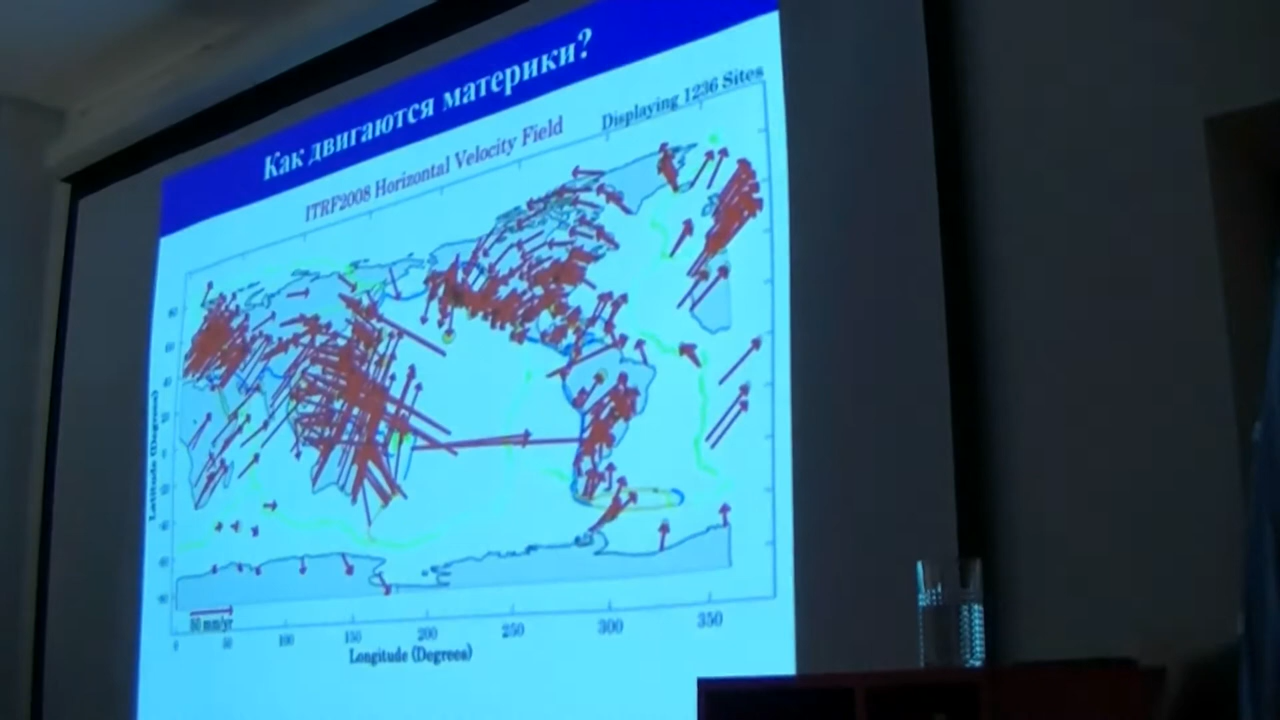 Как двигаются материки?
Displaying 1236 Sites
ITRF2008 Horizontal Velocity Field
Latitude (Degrees)
80 mm/yr
0 50 100 150 200 250 300 350
Longitude (Degrees)